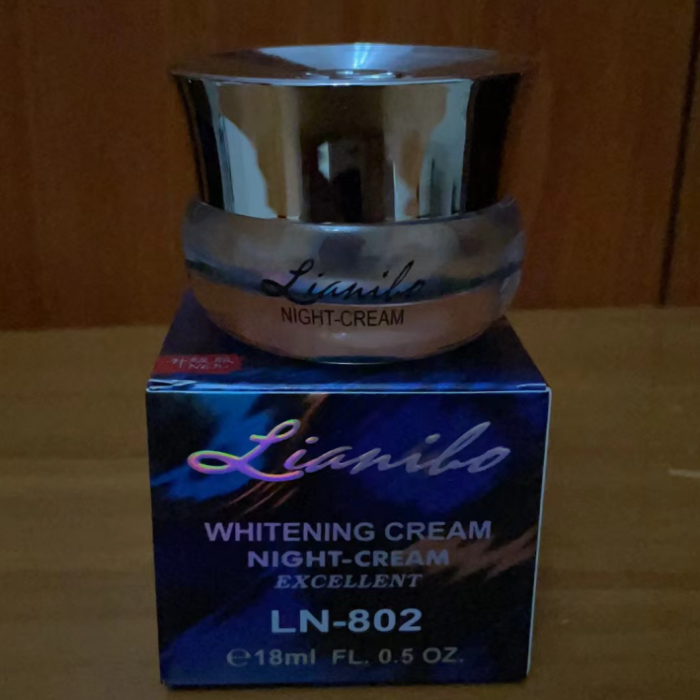 Lianibo
NIGHT-CREAM
Lianibo
WHITENING CREAM
NIGHT-CREAM
EXCELLENT
LN-802
℮18ml FL. 0.5 OZ.